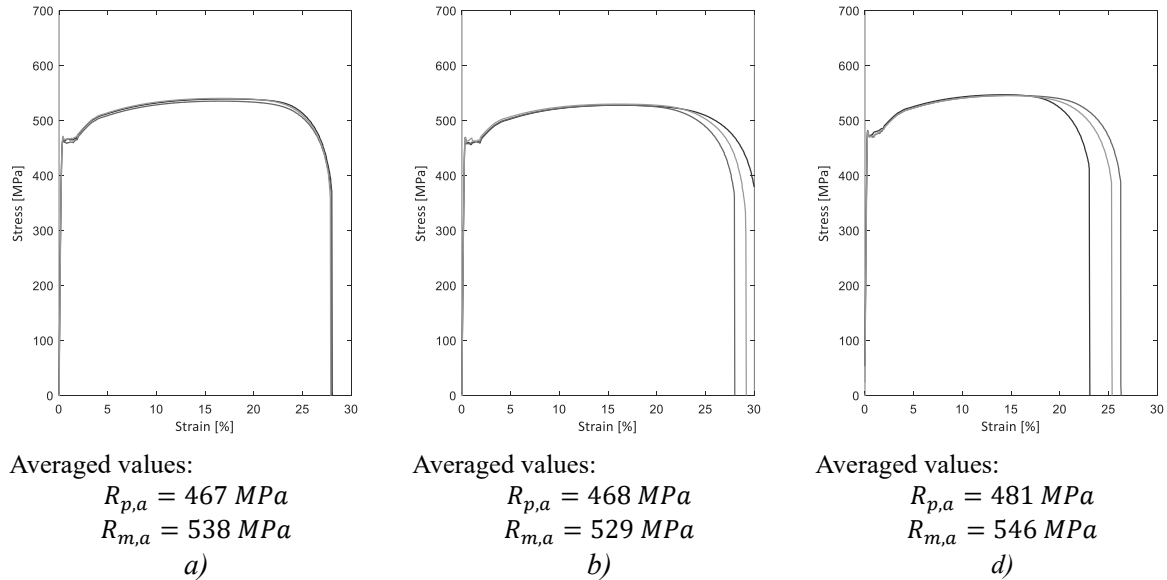 700
600
500
400
300
200
100
0
Stress [MPa]
0 5 10 15 20 25 30
Strain [%]
Averaged values:
R_{p,a} = 467 MPa
R_{m,a} = 538 MPa
a)
700
600
500
400
300
200
100
0
Stress [MPa]
0 5 10 15 20 25 30
Strain [%]
Averaged values:
R_{p,a} = 468 MPa
R_{m,a} = 529 MPa
b)
700
600
500
400
300
200
100
0
Stress [MPa]
0 5 10 15 20 25 30
Strain [%]
Averaged values:
R_{p,a} = 481 MPa
R_{m,a} = 546 MPa
d)